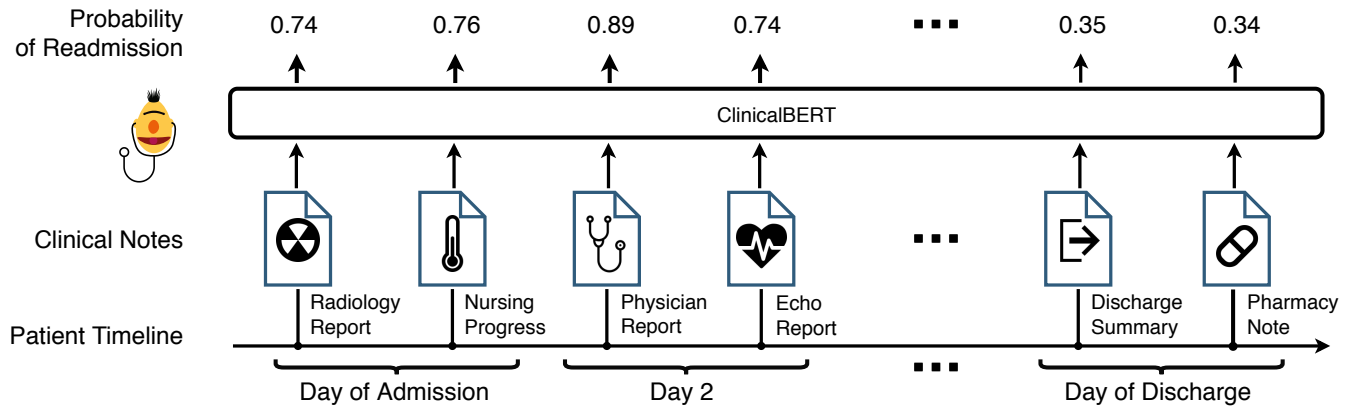 Probability
of Readmission
0.74 0.76 0.89 0.74 ... 0.35 0.34
ClinicalBERT
Clinical Notes
...
Radiology
Report
Nursing
Progress
Physician
Report
Echo
Report
Discharge
Summary
Pharmacy
Note
Patient Timeline
...
Day of Admission
Day 2
Day of Discharge